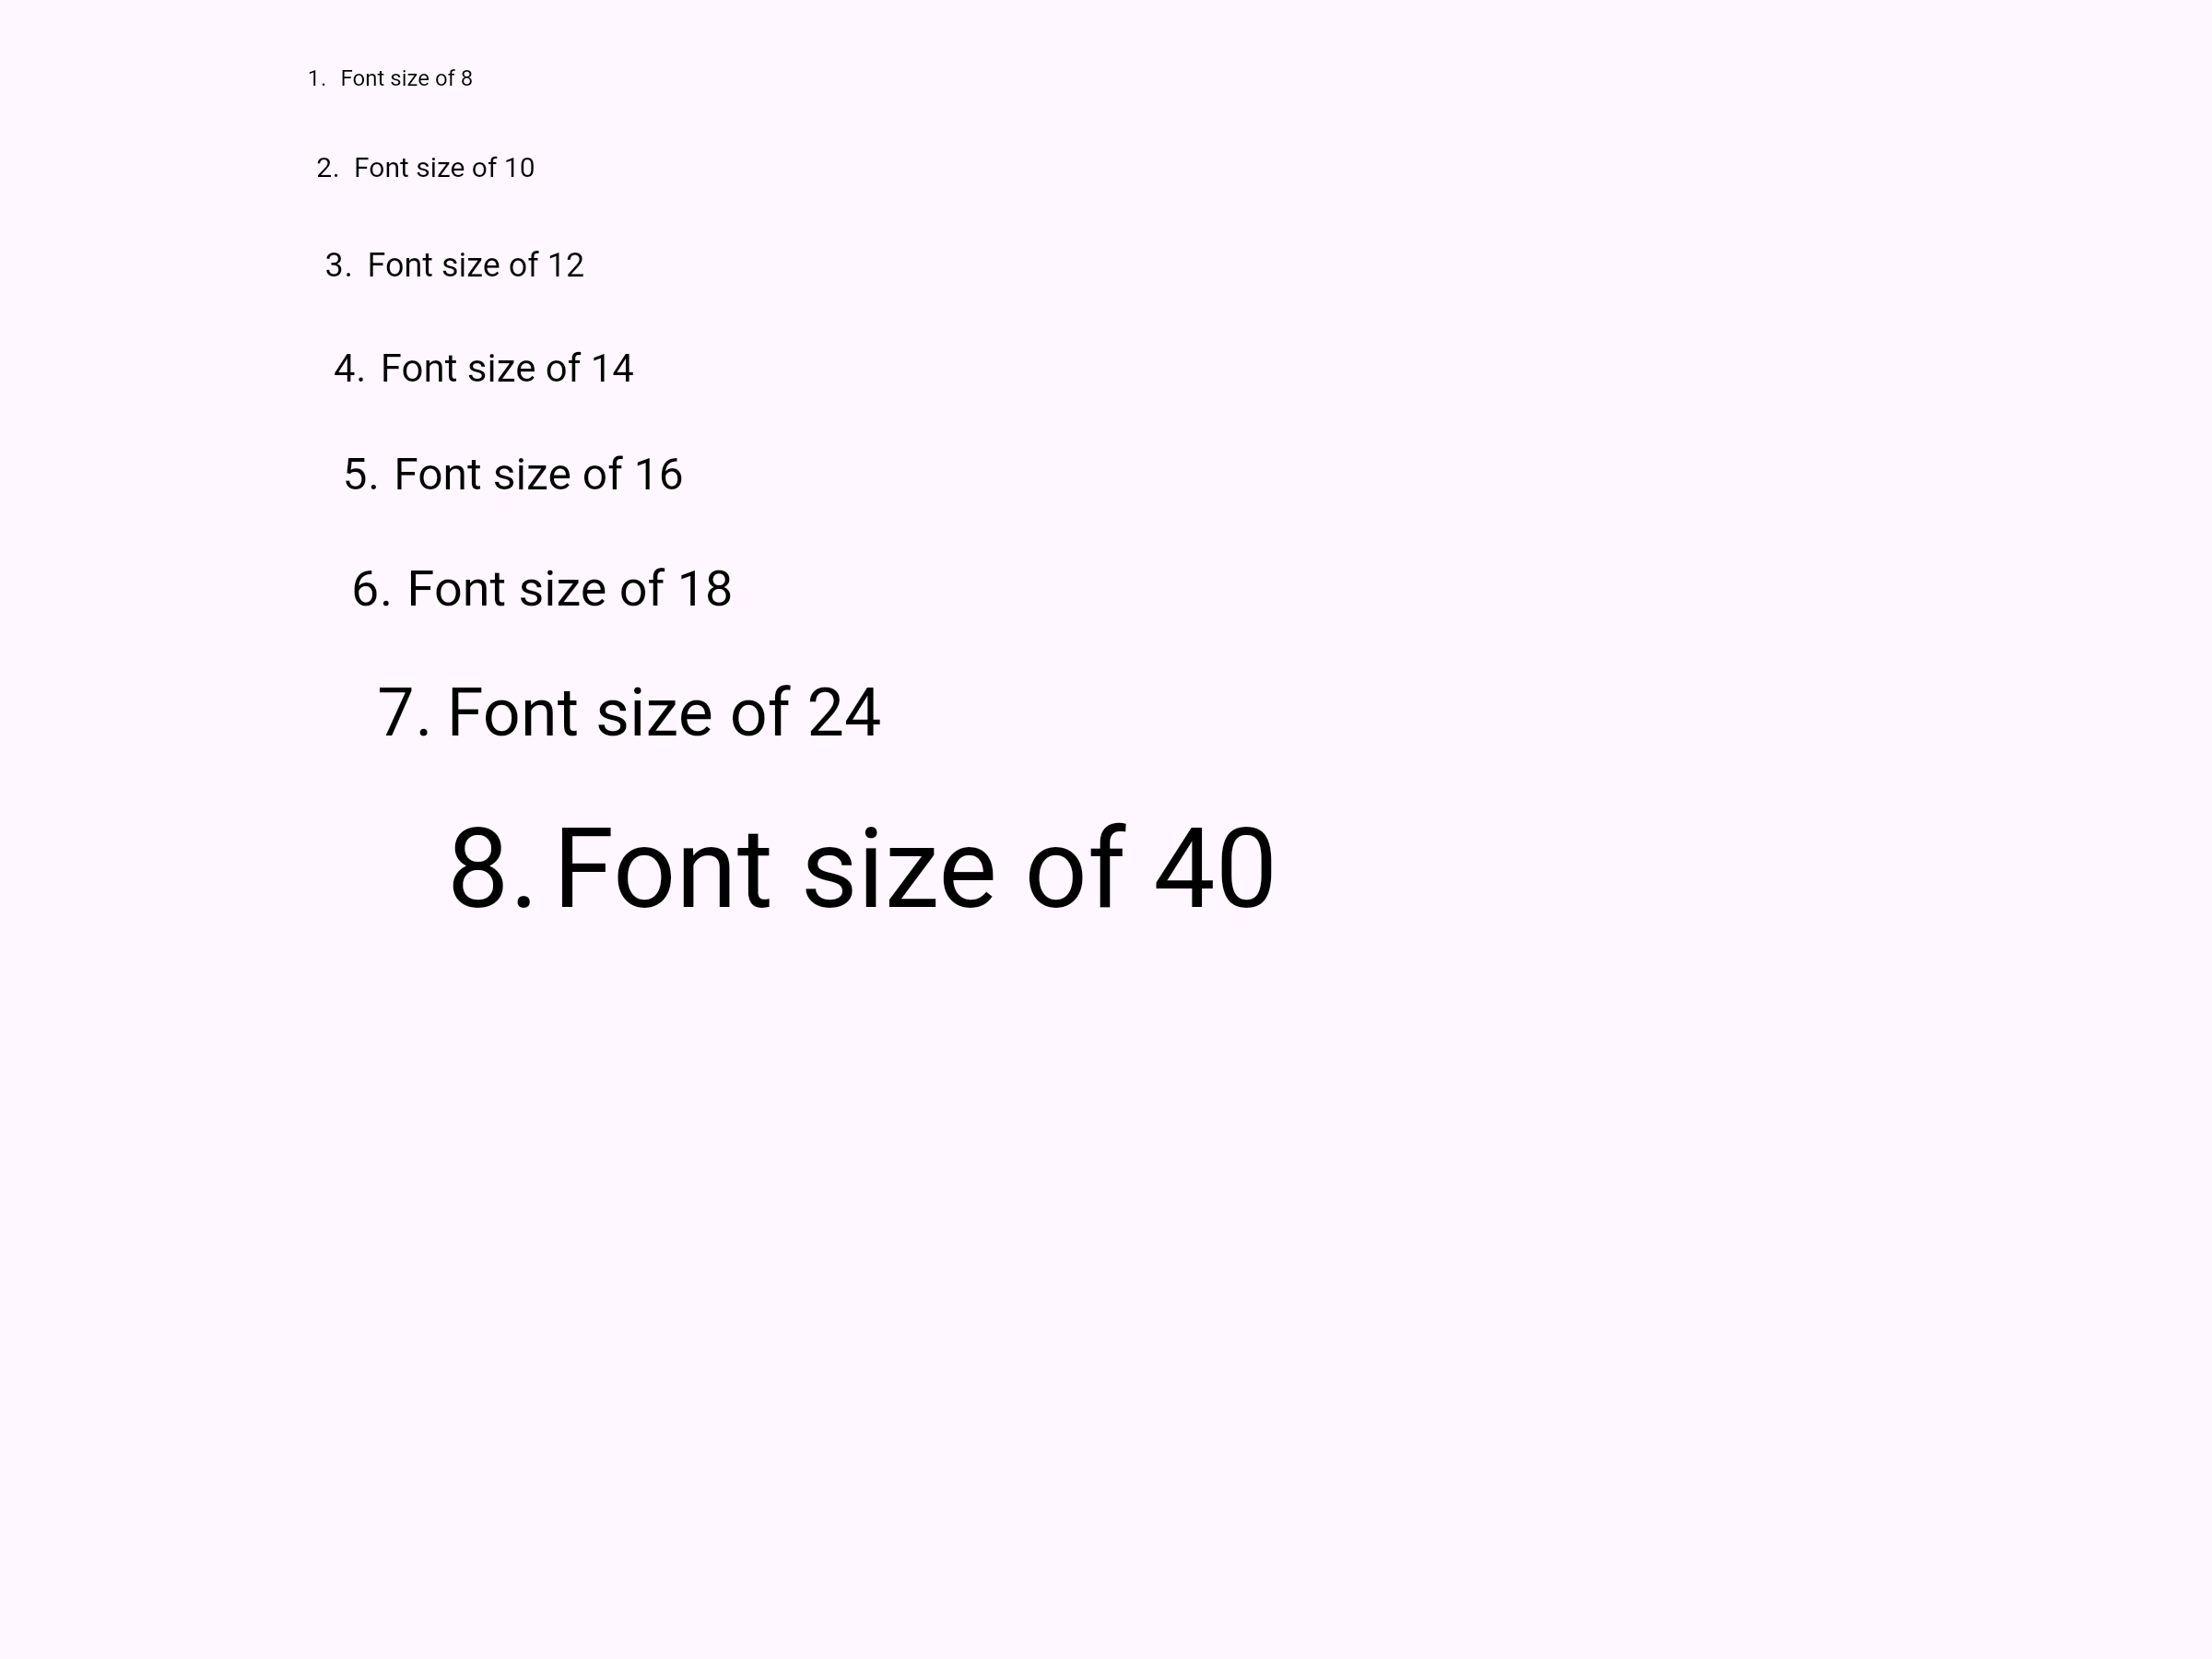 1. Font size of 8
2. Font size of 10
3. Font size of 12
4. Font size of 14
5. Font size of 16
6. Font size of 18
7. Font size of 24
8. Font size of 40